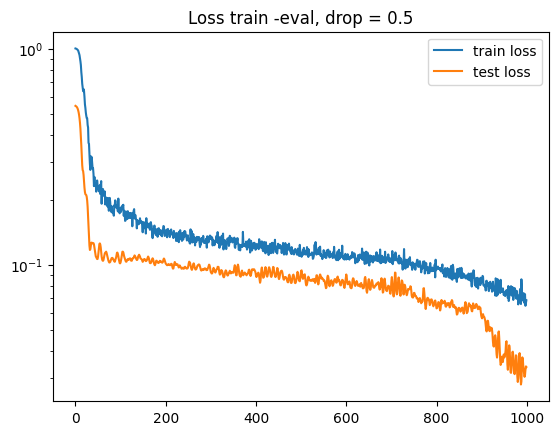 Loss train -eval, drop = 0.5
train loss
test loss
10⁰
10⁻¹
0 200 400 600 800 1000